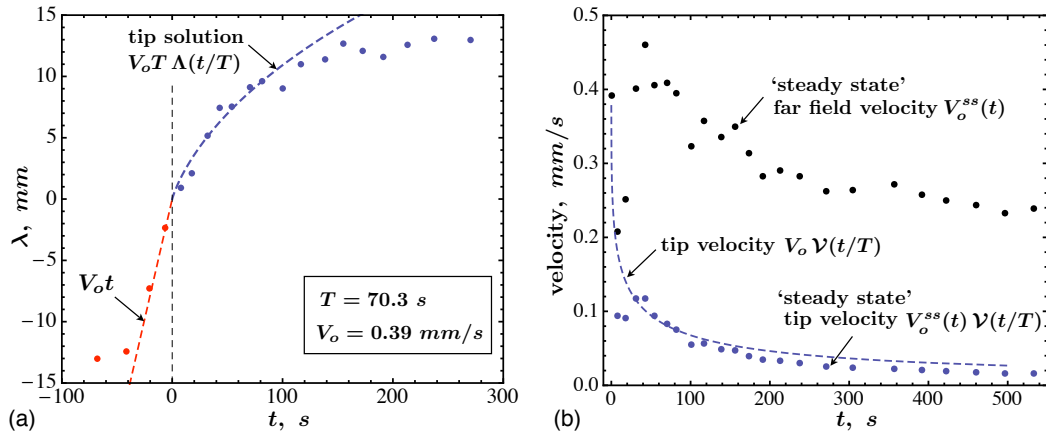 15
10
5
0
−5
−10
−15
−100
0
100
200
300
λ, mm
t, s
tip solution
V_oT Λ(t/T)
V_ot
T = 70.3 s
V_o = 0.39 mm/s
(a)
0.5
0.4
0.3
0.2
0.1
0.0
0
100
200
300
400
500
velocity, mm/s
t, s
‘steady state’
far field velocity V_o^{ss}(t)
tip velocity V_o 𝒱(t/T)
‘steady state’
tip velocity V_o^{ss}(t) 𝒱(t/T)
(b)